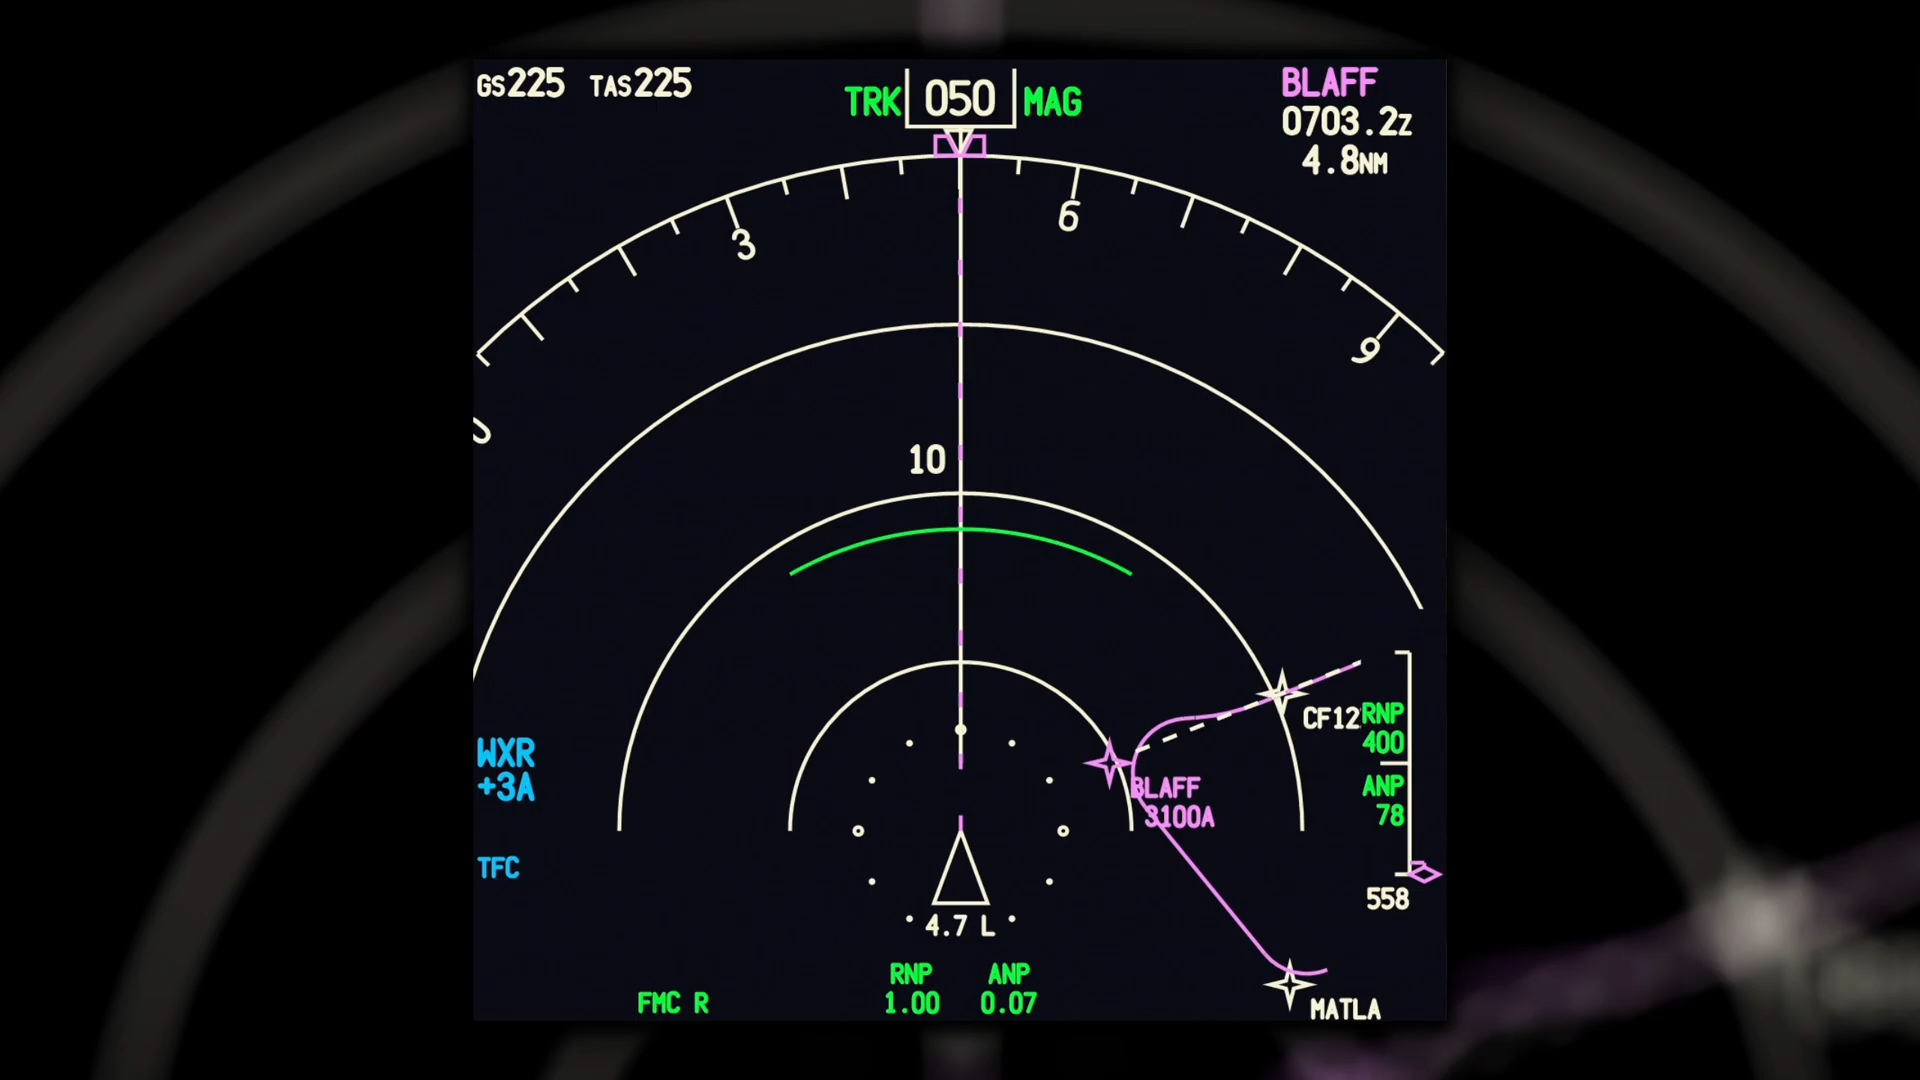 GS225 TAS225
TRK 050 MAG
BLAFF
0703.2z
4.8NM
3
6
9
0
10
WXR
+3A
TFC
CF12
RNP
400
ANP
78
BLAFF
3100A
558
4.7 L
RNP ANP
1.00 0.07
FMC R
MATLA